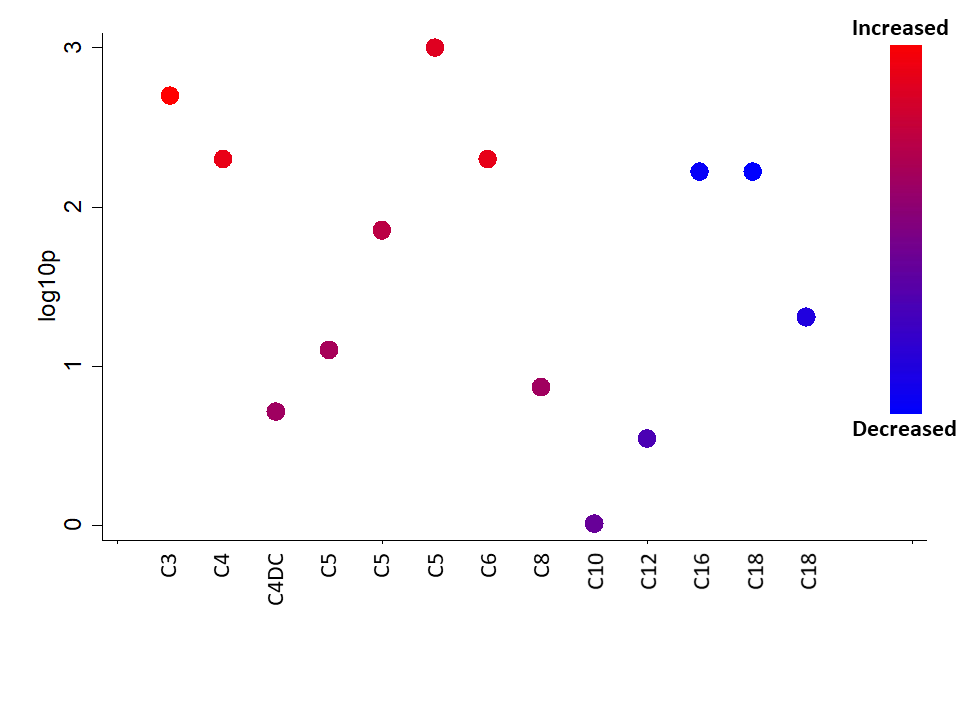 Increased
3
2
1
0
log10p
Decreased
C3
C4
C4DC
C5
C5
C5
C6
C8
C10
C12
C16
C18
C18